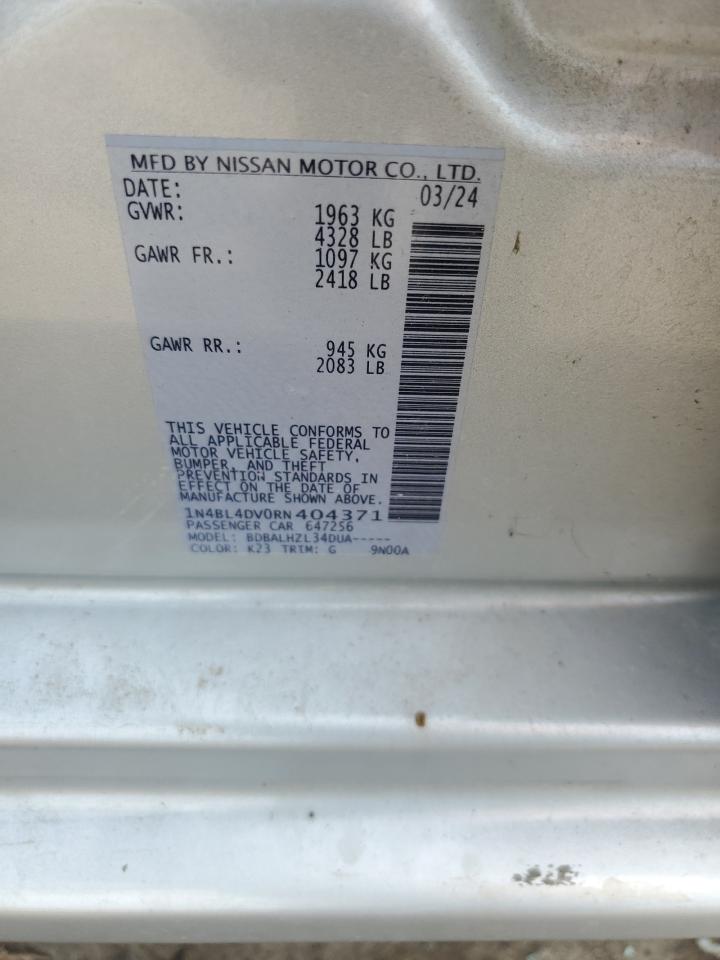 MFD BY NISSAN MOTOR CO., LTD.
DATE: 03/24
GVWR: 1963 KG
4328 LB
GAWR FR.: 1097 KG
2418 LB
GAWR RR.: 945 KG
2083 LB
THIS VEHICLE CONFORMS TO
ALL APPLICABLE FEDERAL
MOTOR VEHICLE SAFETY,
BUMPER, AND THEFT
PREVENTION STANDARDS IN
EFFECT ON THE DATE OF
MANUFACTURE SHOWN ABOVE.
1N4BL4DV0RN404371
PASSENGER CAR 647256
MODEL: BDBALHZL34DUA-----
COLOR: K23 TRIM: G 9N00A